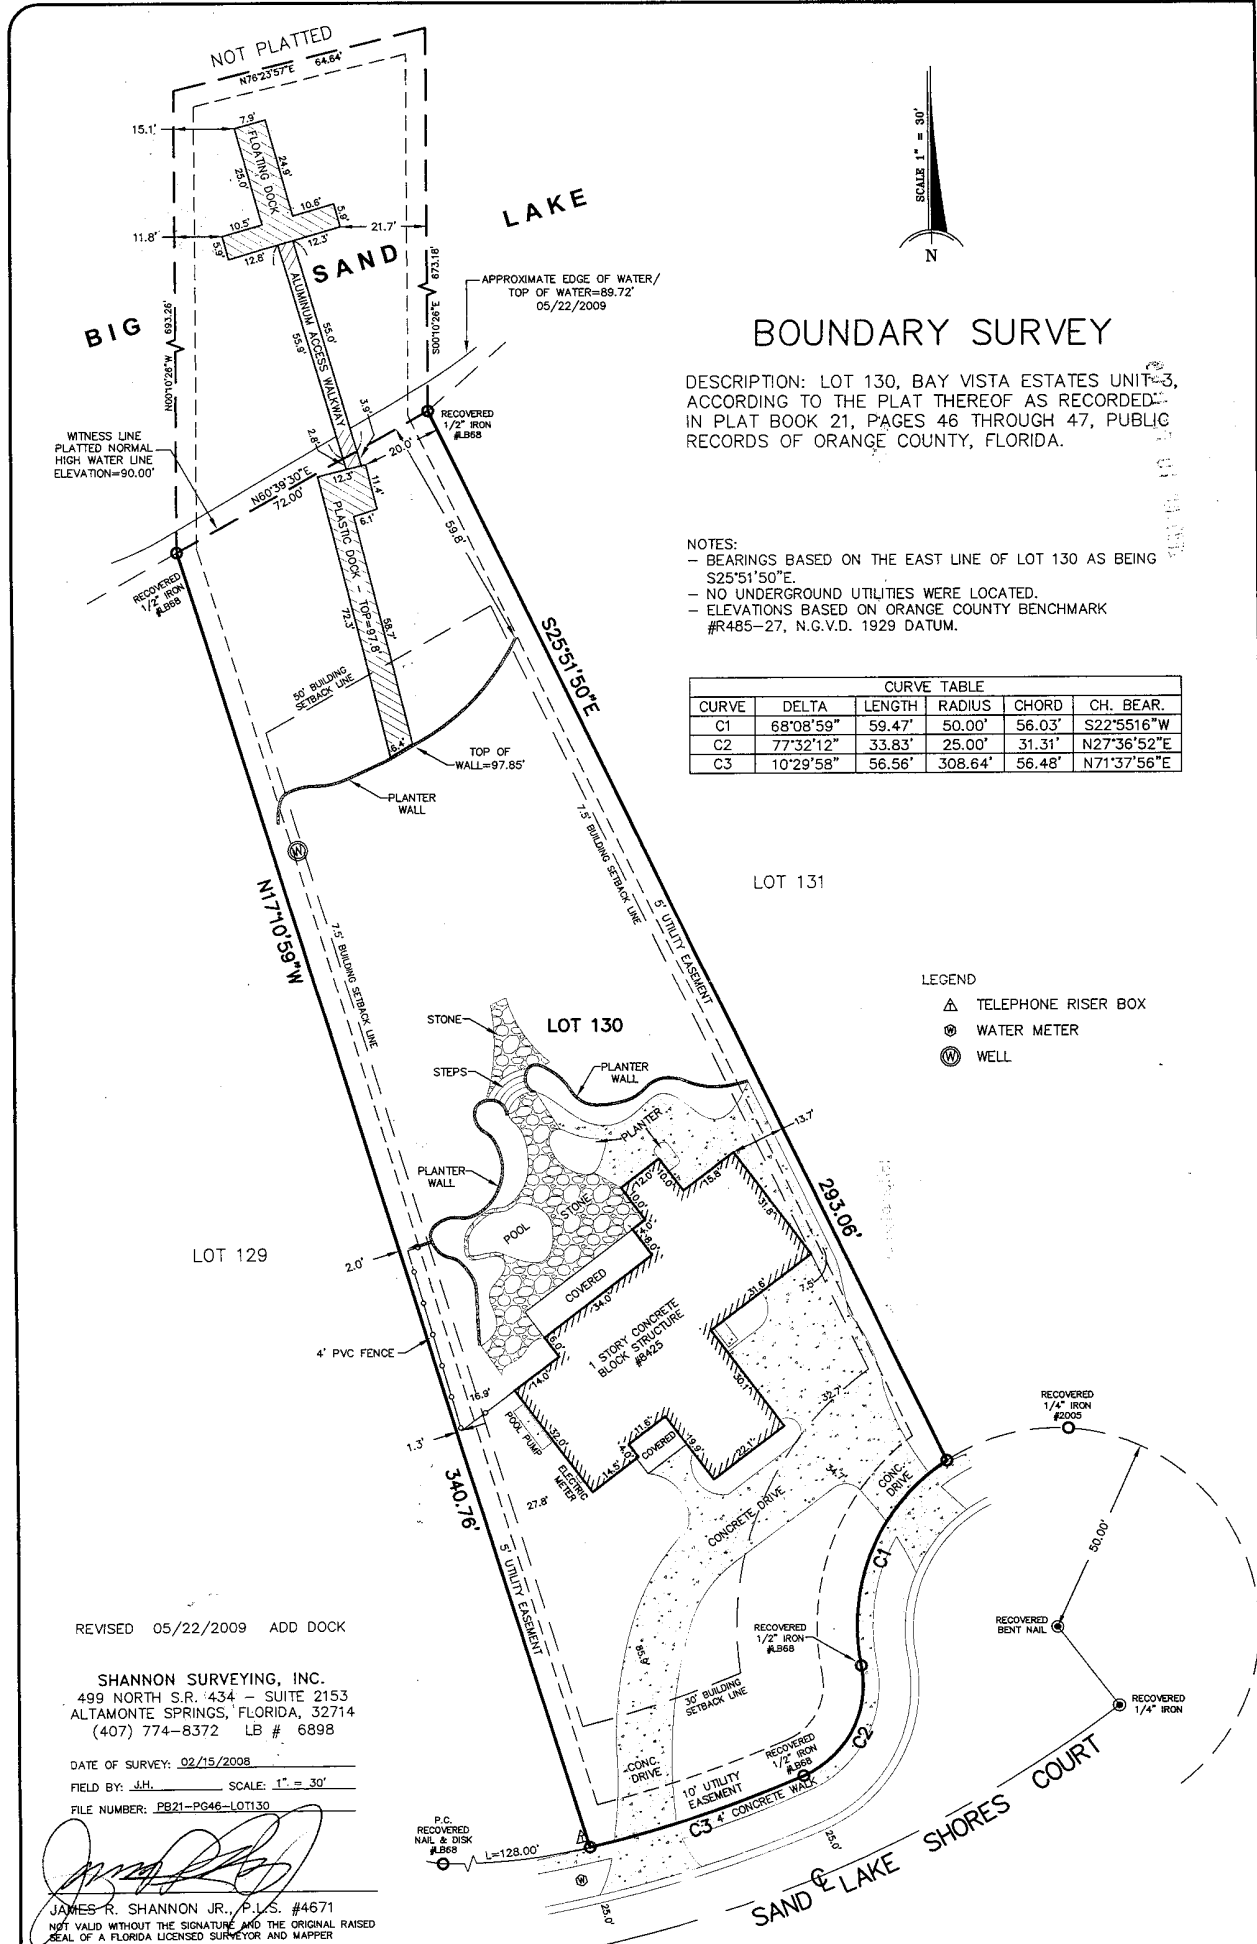 NOT PLATTED
N76°23'57"E 64.64'
15.1'
7.9'
FLOATING DOCK
24.9'
25.0'
10.6'
5.9'
10.5'
11.8'
21.7'
5.9'
12.8'
12.3'
BIG SAND LAKE
N00°10'26"W 693.26'
S00°10'26"E 673.18'
ALUMINUM ACCESS WALKWAY
55.0'
55.9'
APPROXIMATE EDGE OF WATER/
TOP OF WATER=89.72'
05/22/2009
SCALE 1" = 30'
N
BOUNDARY SURVEY
DESCRIPTION: LOT 130, BAY VISTA ESTATES UNIT 3,
ACCORDING TO THE PLAT THEREOF AS RECORDED
IN PLAT BOOK 21, PAGES 46 THROUGH 47, PUBLIC
RECORDS OF ORANGE COUNTY, FLORIDA.
WITNESS LINE
PLATTED NORMAL
HIGH WATER LINE
ELEVATION=90.00'
RECOVERED
1/2" IRON
#LB68
2.8'
3.9'
20.0'
N60°39'30"E
72.00'
12.3'
11.4'
6.1'
59.8'
PLASTIC DOCK - TOP=97.8'
72.3'
58.7'
6.4'
RECOVERED
1/2" IRON
#LB68
NOTES:
- BEARINGS BASED ON THE EAST LINE OF LOT 130 AS BEING
S25°51'50"E.
- NO UNDERGROUND UTILITIES WERE LOCATED.
- ELEVATIONS BASED ON ORANGE COUNTY BENCHMARK
#R485-27, N.G.V.D. 1929 DATUM.
S25°51'50"E
50' BUILDING
SETBACK LINE
TOP OF
WALL=97.85'
PLANTER
WALL
CURVE TABLE
CURVE DELTA LENGTH RADIUS CHORD CH. BEAR.
C1 68°08'59" 59.47' 50.00' 56.03' S22°5516"W
C2 77°32'12" 33.83' 25.00' 31.31' N27°36'52"E
C3 10°29'58" 56.56' 308.64' 56.48' N71°37'56"E
W
7.5' BUILDING SETBACK LINE
5' UTILITY EASEMENT
LOT 131
N17°10'59"W
7.5' BUILDING SETBACK LINE
LEGEND
TELEPHONE RISER BOX
WATER METER
W WELL
STONE
LOT 130
STEPS
PLANTER
WALL
PLANTER
13.7'
PLANTER
WALL
12.0'
10.0'
15.8'
10.0'
31.8'
293.06'
STONE
POOL
4.0'
8.0'
LOT 129
2.0'
COVERED
34.0'
31.6'
7.5'
4' PVC FENCE
6.0'
1 STORY CONCRETE
BLOCK STRUCTURE
#8425
14.0'
16.9'
30.1'
32.7'
1.3'
POOL PUMP
32.0'
11.6'
COVERED
4.0'
19.9'
22.1'
14.5'
ELECTRIC
METER
27.8'
34.7'
CONC.
DRIVE
RECOVERED
1/4" IRON
#2005
340.76'
CONCRETE DRIVE
C1
50.00'
5' UTILITY EASEMENT
RECOVERED
BENT NAIL
RECOVERED
1/2" IRON
#LB68
85.9'
30' BUILDING
SETBACK LINE
RECOVERED
1/4" IRON
C2
RECOVERED
1/2" IRON
#LB68
CONC.
DRIVE
10' UTILITY
EASEMENT
C3 4' CONCRETE WALK
P.C.
RECOVERED
NAIL & DISK
#LB68
L=128.00'
25.0'
25.0'
SAND LAKE SHORES COURT
REVISED 05/22/2009 ADD DOCK
SHANNON SURVEYING, INC.
499 NORTH S.R. 434 - SUITE 2153
ALTAMONTE SPRINGS, FLORIDA, 32714
(407) 774-8372 LB # 6898
DATE OF SURVEY: 02/15/2008
FIELD BY: J.H. SCALE: 1" = 30'
FILE NUMBER: PB21-PG46-LOT130
JAMES R. SHANNON JR., P.L.S. #4671
NOT VALID WITHOUT THE SIGNATURE AND THE ORIGINAL RAISED
SEAL OF A FLORIDA LICENSED SURVEYOR AND MAPPER